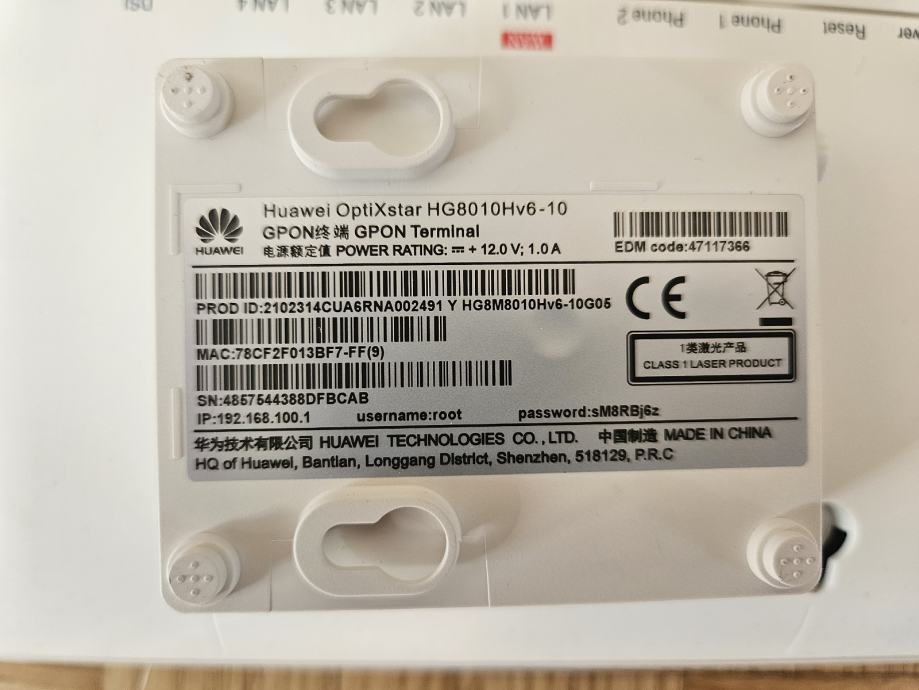 DSL LAN 4 LAN 3 LAN 2 LAN 1 Phone 2 Phone 1 Reset
WAN
HUAWEI
Huawei OptiXstar HG8010Hv6-10
GPON终端 GPON Terminal
电源额定值 POWER RATING: ⎓ + 12.0 V; 1.0 A
EDM code:47117366
PROD ID:2102314CUA6RNA002491 Y HG8M8010Hv6-10G05
CE
MAC:78CF2F013BF7-FF(9)
1类激光产品
CLASS 1 LASER PRODUCT
SN:4857544388DFBCAB
IP:192.168.100.1 username:root password:sM8RBj6z
华为技术有限公司 HUAWEI TECHNOLOGIES CO.,LTD. 中国制造 MADE IN CHINA
HQ of Huawei, Bantian, Longgang District, Shenzhen, 518129, P.R.C